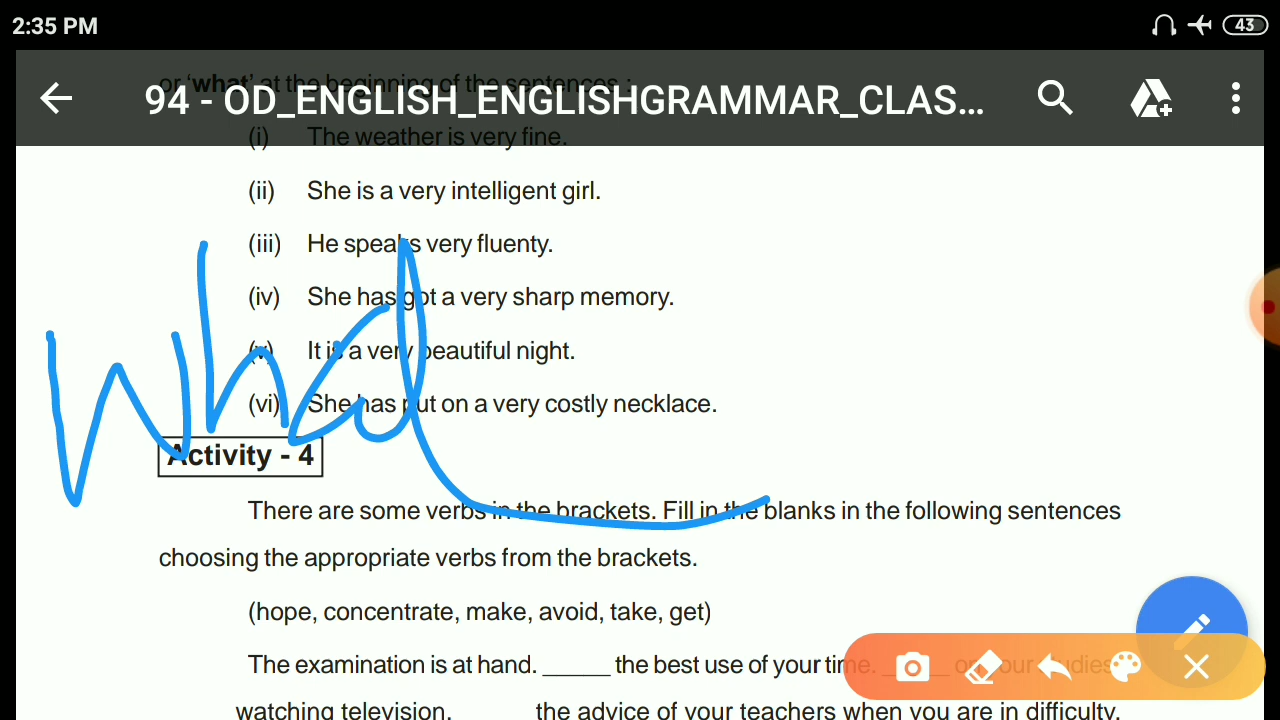 2:35 PM
43
or 'what' at the beginning of the sentences :
94 - OD_ENGLISH_ENGLISHGRAMMAR_CLAS...
(i) The weather is very fine.
(ii) She is a very intelligent girl.
(iii) He speaks very fluenty.
(iv) She has got a very sharp memory.
(v) It is a very beautiful night.
(vi) She has put on a very costly necklace.
What
Activity - 4
There are some verbs in the brackets. Fill in the blanks in the following sentences
choosing the appropriate verbs from the brackets.
(hope, concentrate, make, avoid, take, get)
The examination is at hand. _____ the best use of your time. _____ on your studies.
watching television. the advice of your teachers when you are in difficulty.